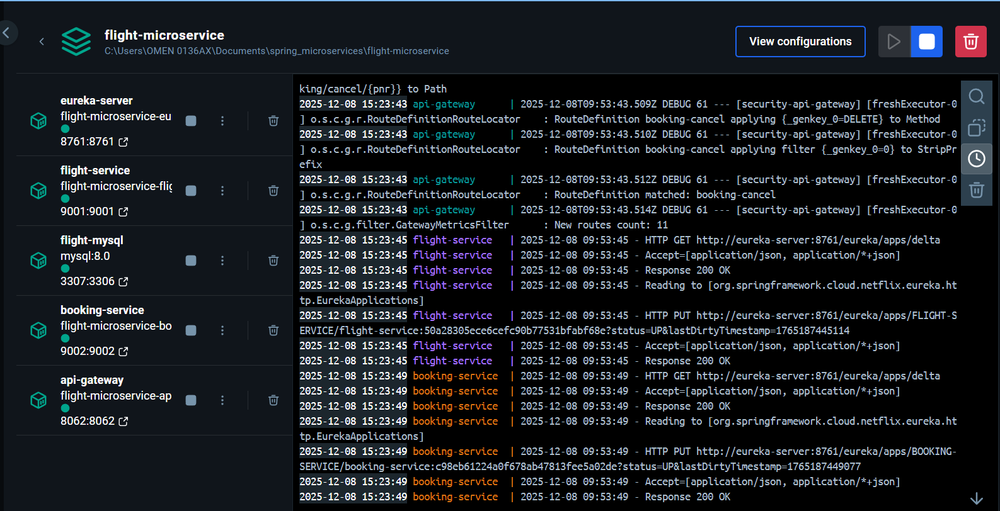 flight-microservice
C:\Users\OMEN 0136AX\Documents\spring_microservices\flight-microservice
View configurations
eureka-server
flight-microservice-eu
8761:8761
flight-service
flight-microservice-flig
9001:9001
flight-mysql
mysql:8.0
3307:3306
booking-service
flight-microservice-bo
9002:9002
api-gateway
flight-microservice-ap
8062:8062
king/cancel/{pnr}} to Path
2025-12-08 15:23:43 api-gateway | 2025-12-08T09:53:43.509Z DEBUG 61 --- [security-api-gateway] [freshExecutor-0
] o.s.c.g.r.RouteDefinitionRouteLocator : RouteDefinition booking-cancel applying {_genkey_0=DELETE} to Method
2025-12-08 15:23:43 api-gateway | 2025-12-08T09:53:43.510Z DEBUG 61 --- [security-api-gateway] [freshExecutor-0
] o.s.c.g.r.RouteDefinitionRouteLocator : RouteDefinition booking-cancel applying filter {_genkey_0=0} to StripPr
efix
2025-12-08 15:23:43 api-gateway | 2025-12-08T09:53:43.512Z DEBUG 61 --- [security-api-gateway] [freshExecutor-0
] o.s.c.g.r.RouteDefinitionRouteLocator : RouteDefinition matched: booking-cancel
2025-12-08 15:23:43 api-gateway | 2025-12-08T09:53:43.514Z DEBUG 61 --- [security-api-gateway] [freshExecutor-0
] o.s.c.g.filter.GatewayMetricsFilter : New routes count: 11
2025-12-08 15:23:45 flight-service | 2025-12-08 09:53:45 - HTTP GET http://eureka-server:8761/eureka/apps/delta
2025-12-08 15:23:45 flight-service | 2025-12-08 09:53:45 - Accept=[application/json, application/*+json]
2025-12-08 15:23:45 flight-service | 2025-12-08 09:53:45 - Response 200 OK
2025-12-08 15:23:45 flight-service | 2025-12-08 09:53:45 - Reading to [org.springframework.cloud.netflix.eureka.ht
tp.EurekaApplications]
2025-12-08 15:23:45 flight-service | 2025-12-08 09:53:45 - HTTP PUT http://eureka-server:8761/eureka/apps/FLIGHT-S
ERVICE/flight-service:50a28305ece6cefc90b77531bfabf68e?status=UP&lastDirtyTimestamp=1765187445114
2025-12-08 15:23:45 flight-service | 2025-12-08 09:53:45 - Accept=[application/json, application/*+json]
2025-12-08 15:23:45 flight-service | 2025-12-08 09:53:45 - Response 200 OK
2025-12-08 15:23:49 booking-service | 2025-12-08 09:53:49 - HTTP GET http://eureka-server:8761/eureka/apps/delta
2025-12-08 15:23:49 booking-service | 2025-12-08 09:53:49 - Accept=[application/json, application/*+json]
2025-12-08 15:23:49 booking-service | 2025-12-08 09:53:49 - Response 200 OK
2025-12-08 15:23:49 booking-service | 2025-12-08 09:53:49 - Reading to [org.springframework.cloud.netflix.eureka.ht
tp.EurekaApplications]
2025-12-08 15:23:49 booking-service | 2025-12-08 09:53:49 - HTTP PUT http://eureka-server:8761/eureka/apps/BOOKING-
SERVICE/booking-service:c98eb61224a0f678ab47813fee5a02de?status=UP&lastDirtyTimestamp=1765187449077
2025-12-08 15:23:49 booking-service | 2025-12-08 09:53:49 - Accept=[application/json, application/*+json]
2025-12-08 15:23:49 booking-service | 2025-12-08 09:53:49 - Response 200 OK